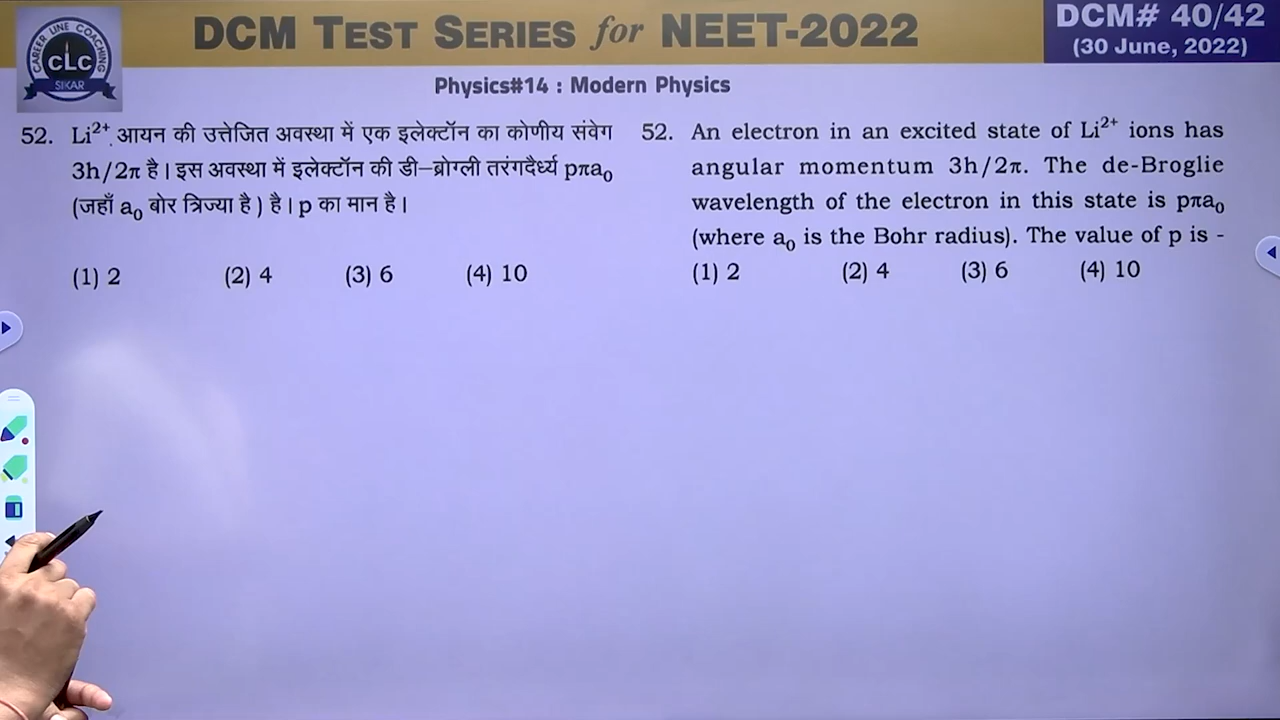 CAREER LINE COACHING
CLC
SIKAR
DCM TEST SERIES for NEET-2022
DCM# 40/42
(30 June, 2022)
Physics#14 : Modern Physics
52. Li²⁺ आयन की उत्तेजित अवस्था में एक इलेक्टॉन का कोणीय संवेग
3h/2π है। इस अवस्था में इलेक्टॉन की डी–ब्रोग्ली तरंगदैर्ध्य pπa₀
(जहाँ a₀ बोर त्रिज्या है ) है। p का मान है।
(1) 2 (2) 4 (3) 6 (4) 10
52. An electron in an excited state of Li²⁺ ions has
angular momentum 3h/2π. The de-Broglie
wavelength of the electron in this state is pπa₀
(where a₀ is the Bohr radius). The value of p is -
(1) 2 (2) 4 (3) 6 (4) 10